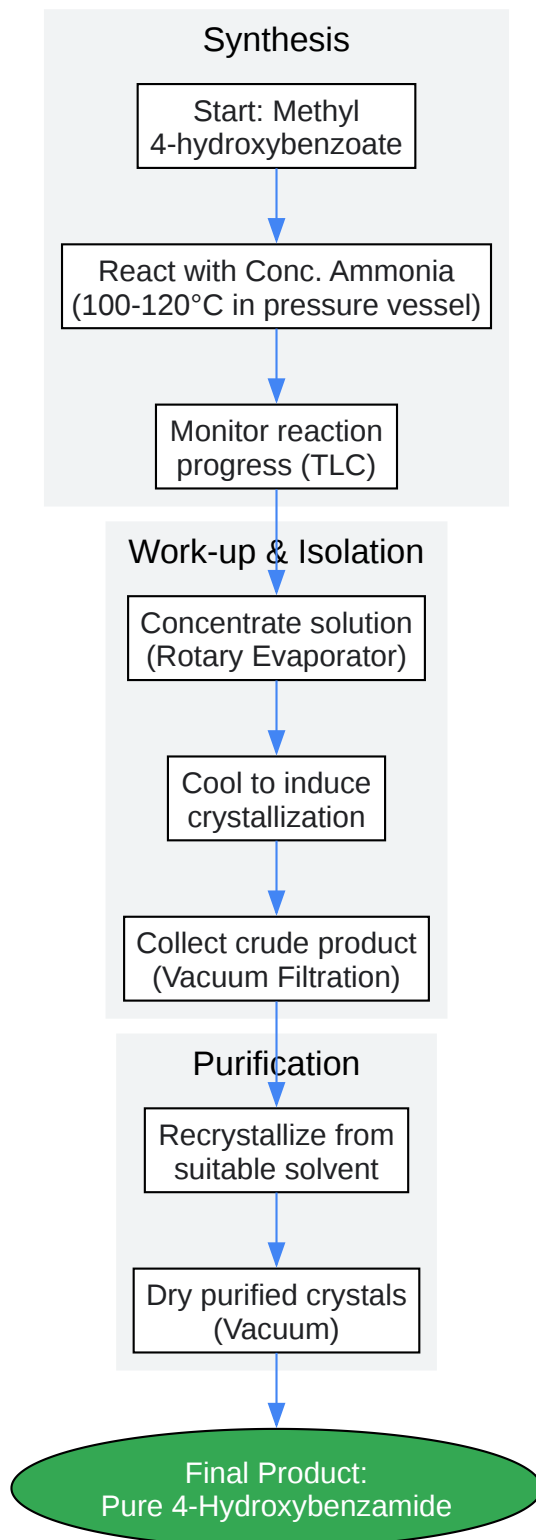 Synthesis
Start: Methyl
4-hydroxybenzoate
React with Conc. Ammonia
(100-120°C in pressure vessel)
Monitor reaction
progress (TLC)
Work-up & Isolation
Concentrate solution
(Rotary Evaporator)
Cool to induce
crystallization
Collect crude product
(Vacuum Filtration)
Purification
Recrystallize from
suitable solvent
Dry purified crystals
(Vacuum)
Final Product:
Pure 4-Hydroxybenzamide